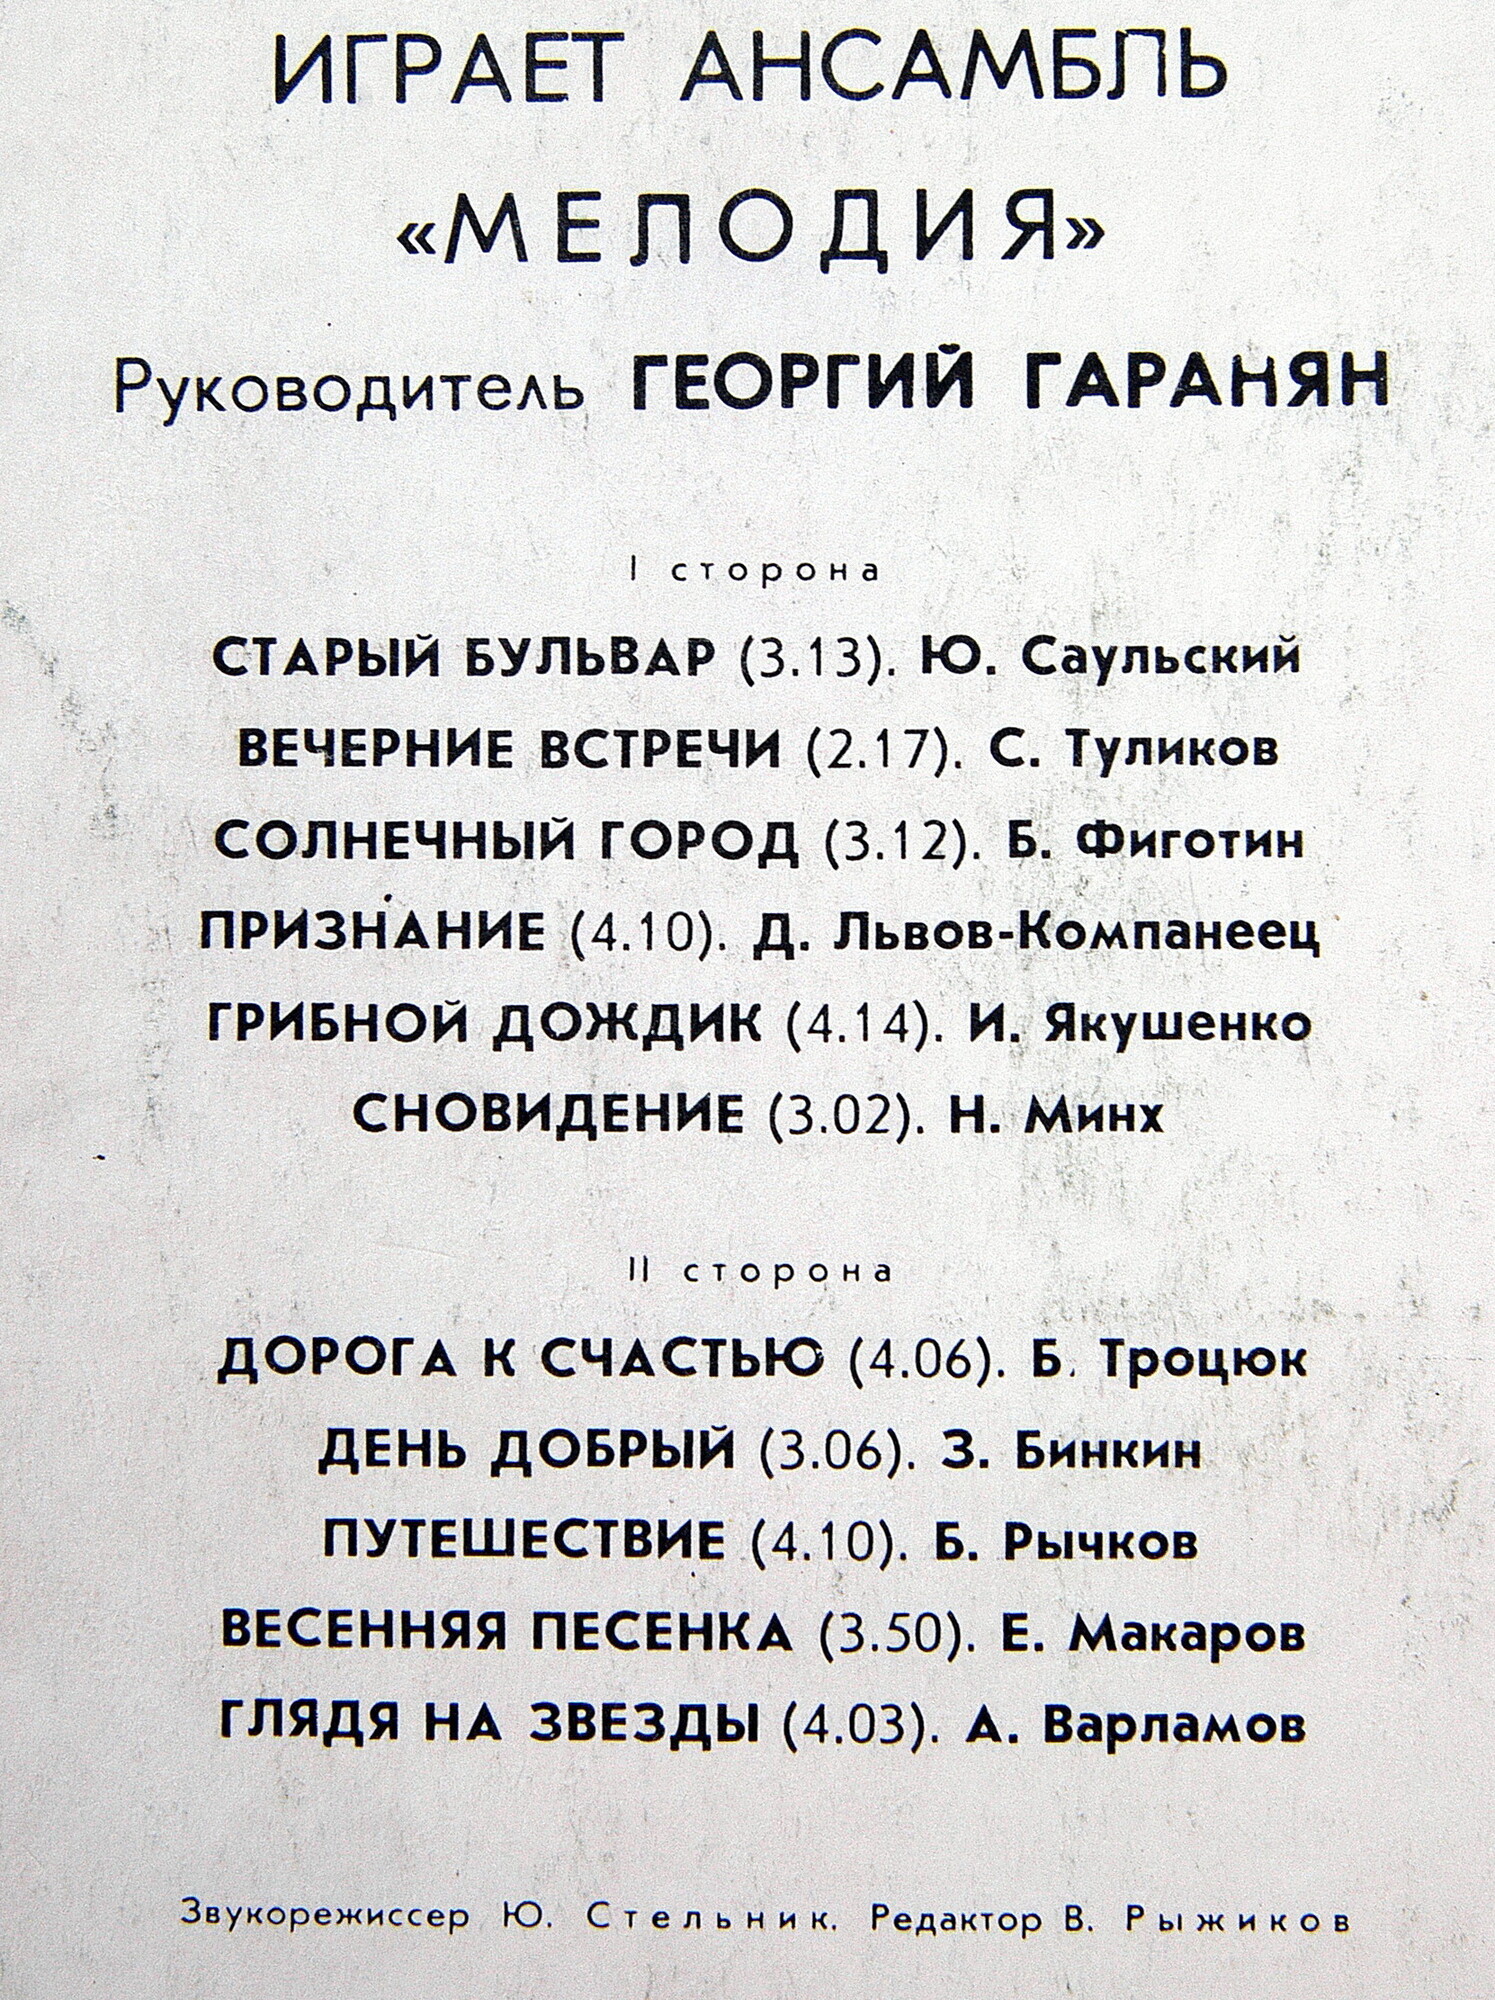 ИГРАЕТ АНСАМБЛЬ
«МЕЛОДИЯ»
Руководитель ГЕОРГИЙ ГАРАНЯН
I сторона
СТАРЫЙ БУЛЬВАР (3.13). Ю. Саульский
ВЕЧЕРНИЕ ВСТРЕЧИ (2.17). С. Туликов
СОЛНЕЧНЫЙ ГОРОД (3.12). Б. Фиготин
ПРИЗНАНИЕ (4.10). Д. Львов-Компанеец
ГРИБНОЙ ДОЖДИК (4.14). И. Якушенко
СНОВИДЕНИЕ (3.02). Н. Минх
II сторона
ДОРОГА К СЧАСТЬЮ (4.06). Б. Троцюк
ДЕНЬ ДОБРЫЙ (3.06). З. Бинкин
ПУТЕШЕСТВИЕ (4.10). Б. Рычков
ВЕСЕННЯЯ ПЕСЕНКА (3.50). Е. Макаров
ГЛЯДЯ НА ЗВЕЗДЫ (4.03). А. Варламов
Звукорежиссер Ю. Стельник. Редактор В. Рыжиков